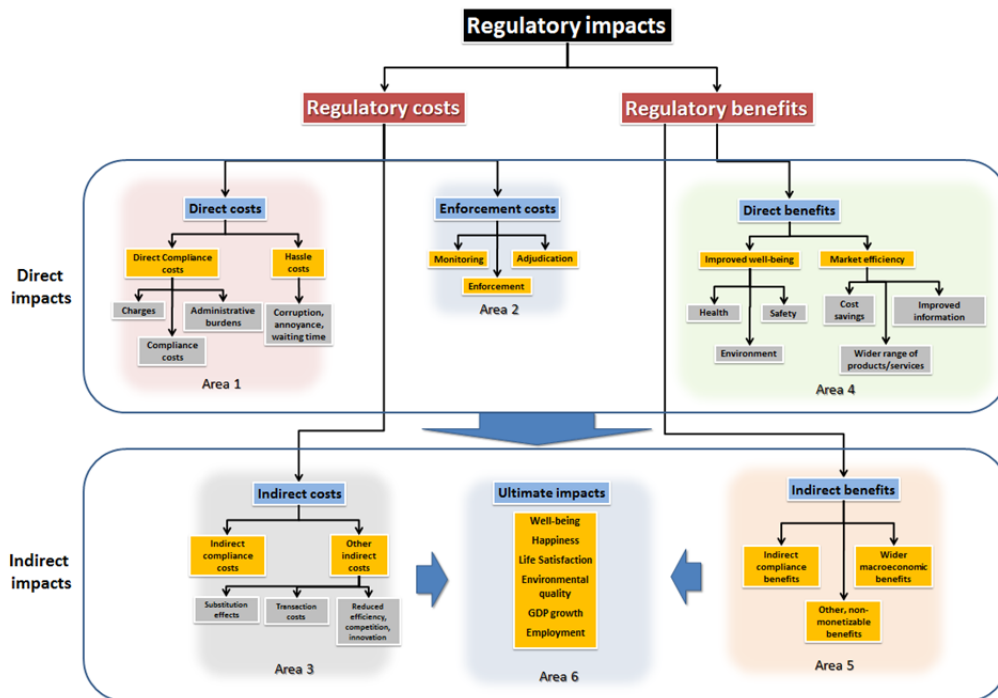 Regulatory impacts
Regulatory costs
Regulatory benefits
Direct
impacts
Direct costs
Direct Compliance
costs
Hassle
costs
Charges
Administrative
burdens
Compliance
costs
Corruption,
annoyance,
waiting time
Area 1
Enforcement costs
Monitoring
Adjudication
Enforcement
Area 2
Direct benefits
Improved well-being
Market efficiency
Health
Safety
Environment
Cost
savings
Improved
information
Wider range of
products/services
Area 4
Indirect
impacts
Indirect costs
Indirect
compliance
costs
Other
indirect
costs
Substitution
effects
Transaction
costs
Reduced
efficiency,
competition,
innovation
Area 3
Ultimate impacts
Well-being
Happiness
Life Satisfaction
Environmental
quality
GDP growth
Employment
Area 6
Indirect benefits
Indirect
compliance
benefits
Wider
macroeconomic
benefits
Other, non-
monetizable
benefits
Area 5